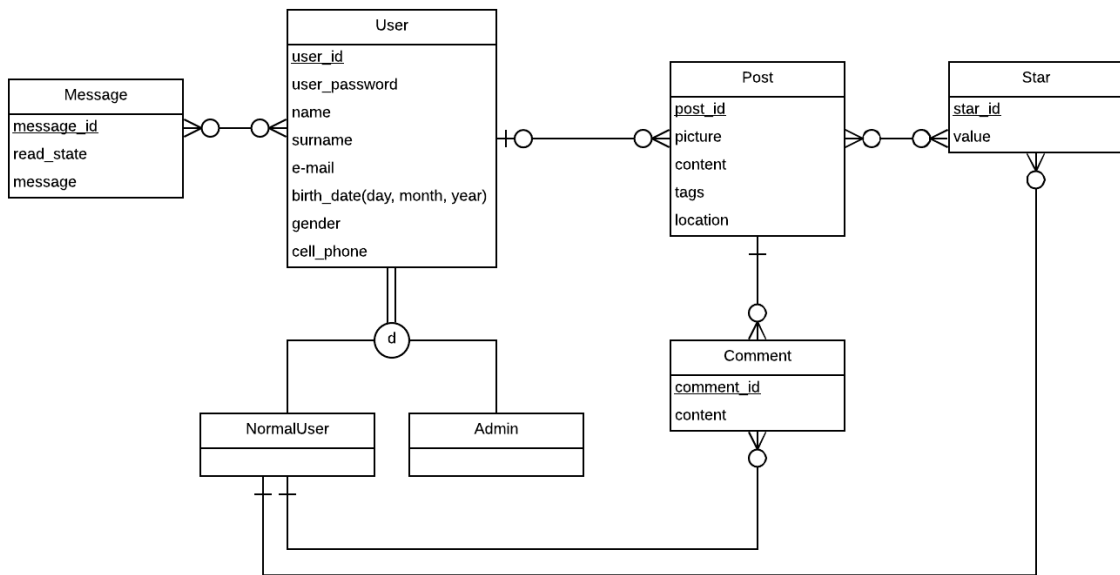 User
user_id
user_password
name
surname
e-mail
birth_date(day, month, year)
gender
cell_phone
Message
message_id
read_state
message
Post
post_id
picture
content
tags
location
Star
star_id
value
d
Comment
comment_id
content
NormalUser
Admin